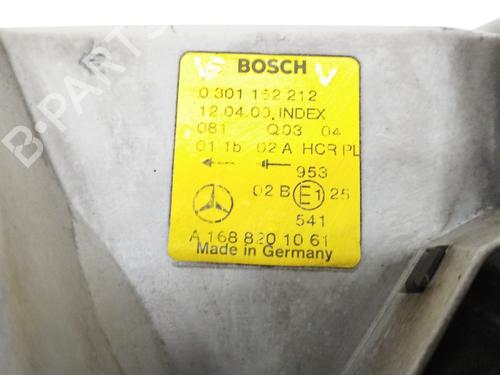 BOSCH
0 301 152 212
12.04.00. INDEX
081 Q03 04
01 1b 02 A HCR PL
953
02 B E1 25
541
A 168 820 10 61
Made in Germany
B-PARTS